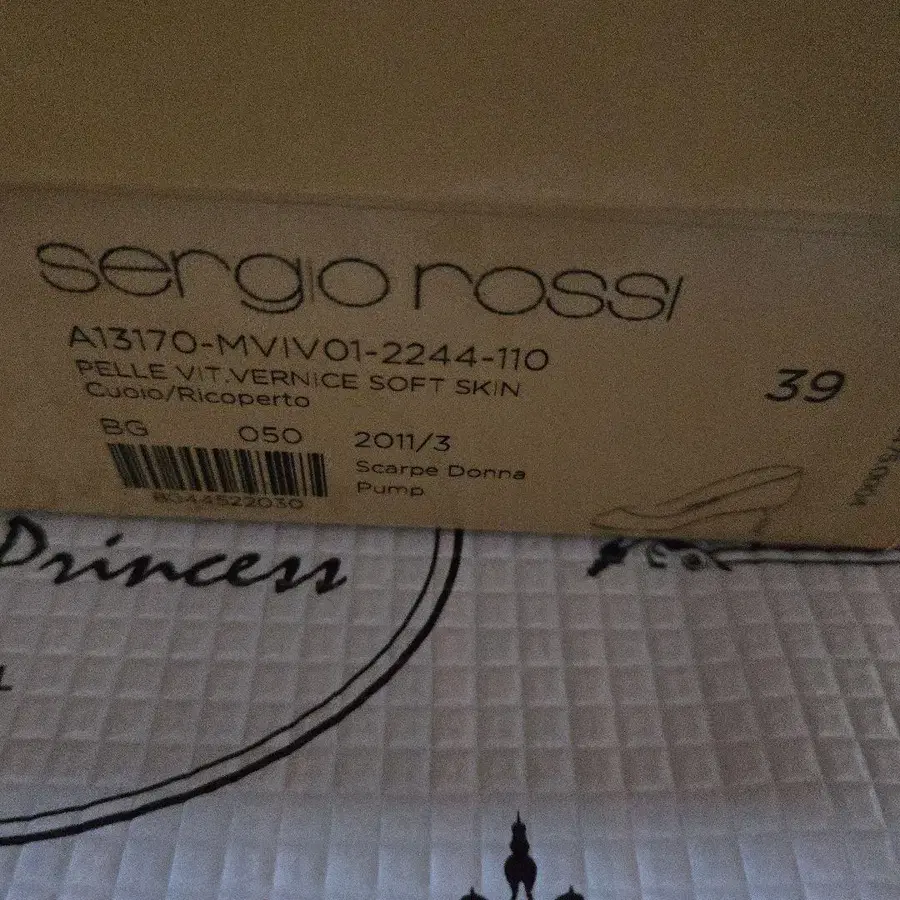 sergio rossi
A13170-MVIV01-2244-110
PELLE VIT.VERNICE SOFT SKIN
Cuoio/Ricoperto
39
BG 050 2011/3
Scarpe Donna
Pump
Princess